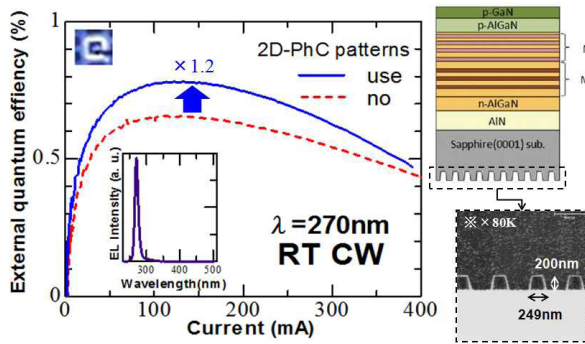 External quantum effiency (%)
1
0.5
0
0
100
200
300
400
Current (mA)
× 1.2
2D-PhC patterns
use
no
EL Intensity (a. u.)
300
400
500
Wavelength(nm)
λ =270nm
RT CW
p-GaN
p-AlGaN
n-AlGaN
AlN
Sapphire(0001) sub.
※ × 80K
200nm
249nm